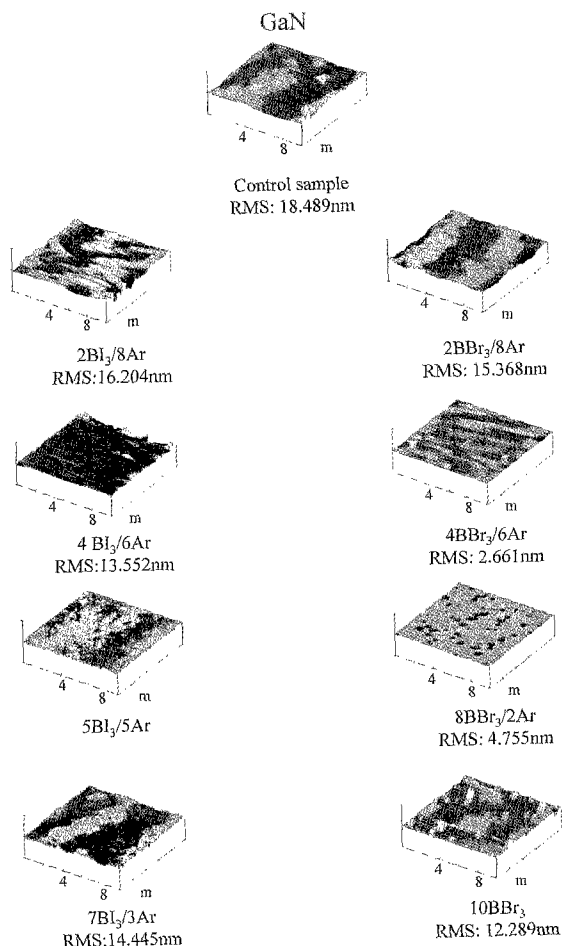 GaN
4 8 m
Control sample
RMS: 18.489nm
4 8 m
2BI₃/8Ar
RMS:16.204nm
4 8 m
2BBr₃/8Ar
RMS: 15.368nm
4 8 m
4 BI₃/6Ar
RMS:13.552nm
4 8 m
4BBr₃/6Ar
RMS: 2.661nm
4 8 m
5BI₃/5Ar
4 8 m
8BBr₃/2Ar
RMS: 4.755nm
4 8 m
7BI₃/3Ar
RMS:14.445nm
4 8 m
10BBr₃
RMS: 12.289nm